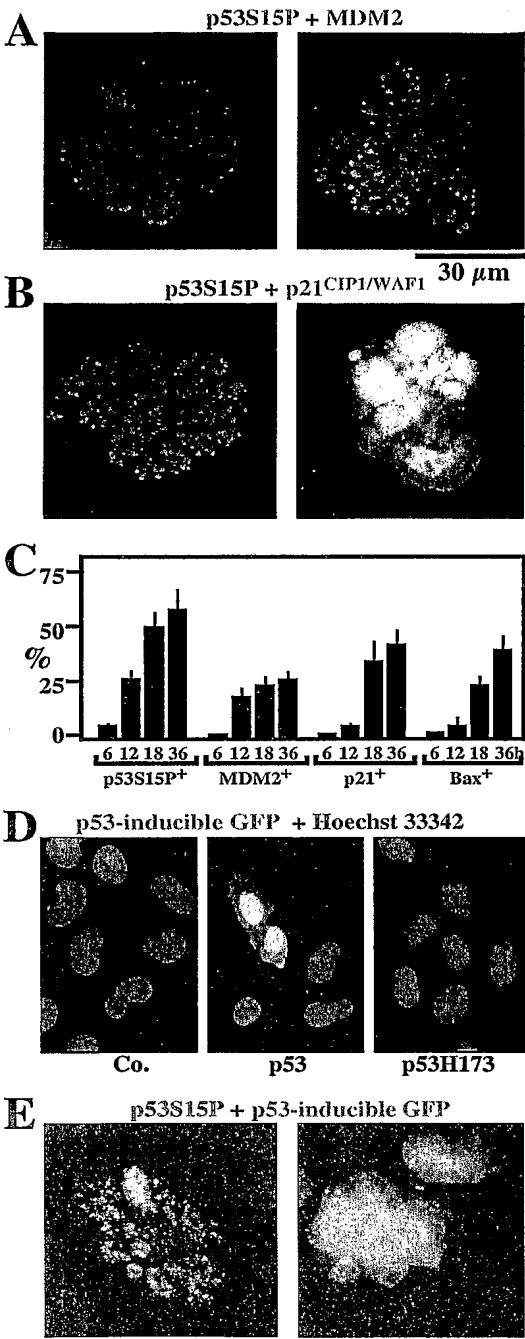 A
p53S15P + MDM2
30 µm
B
p53S15P + p21CIP1/WAF1
C
75
50
%
25
0
6 12 18 36 6 12 18 36 6 12 18 36 6 12 18 36h
p53S15P+ MDM2+ p21+ Bax+
D
p53-inducible GFP + Hoechst 33342
Co. p53 p53H173
E
p53S15P + p53-inducible GFP